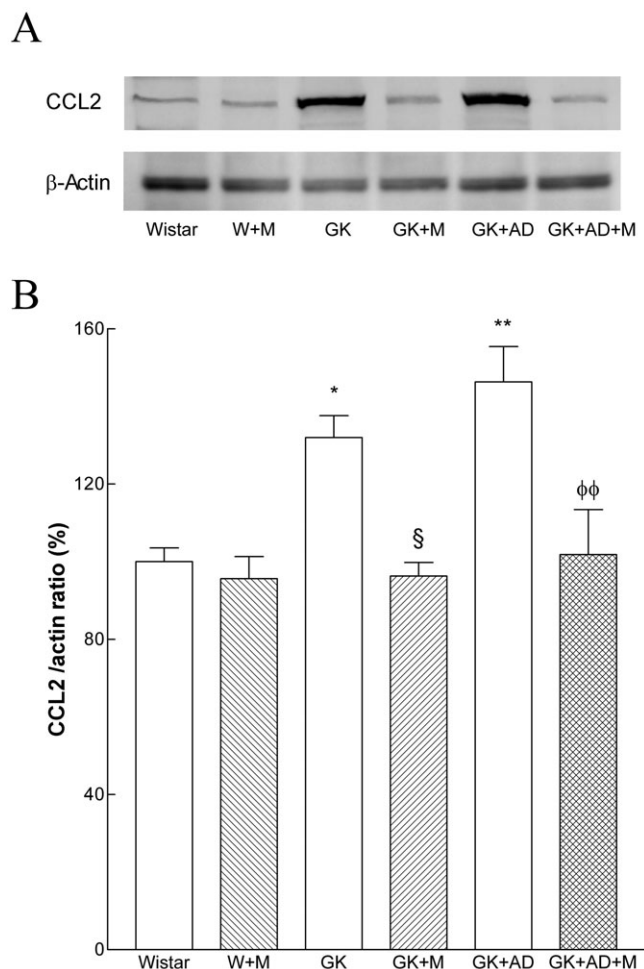 A
CCL2
β-Actin
Wistar W+M GK GK+M GK+AD GK+AD+M
B
CCL2 /actin ratio (%)
160
120
80
40
0
*
§
**
ϕϕ
Wistar W+M GK GK+M GK+AD GK+AD+M